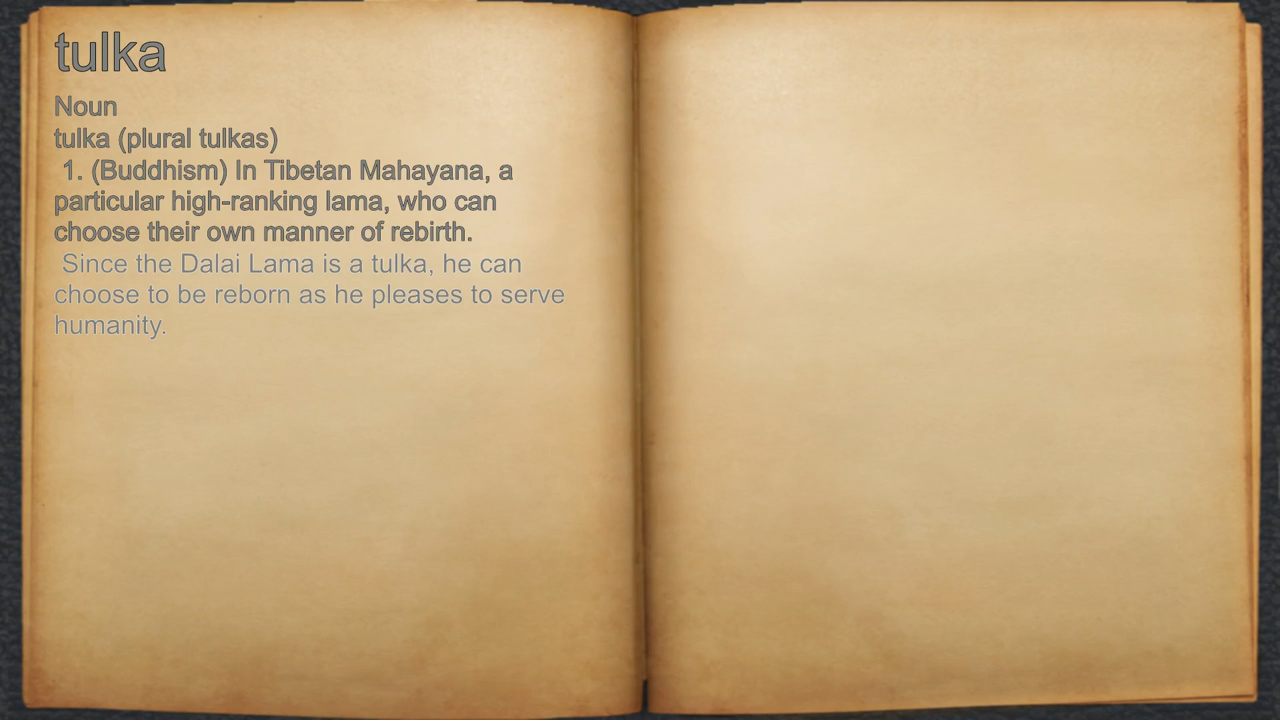 tulka
Noun
tulka (plural tulkas)
1. (Buddhism) In Tibetan Mahayana, a
particular high-ranking lama, who can
choose their own manner of rebirth.
Since the Dalai Lama is a tulka, he can
choose to be reborn as he pleases to serve
humanity.